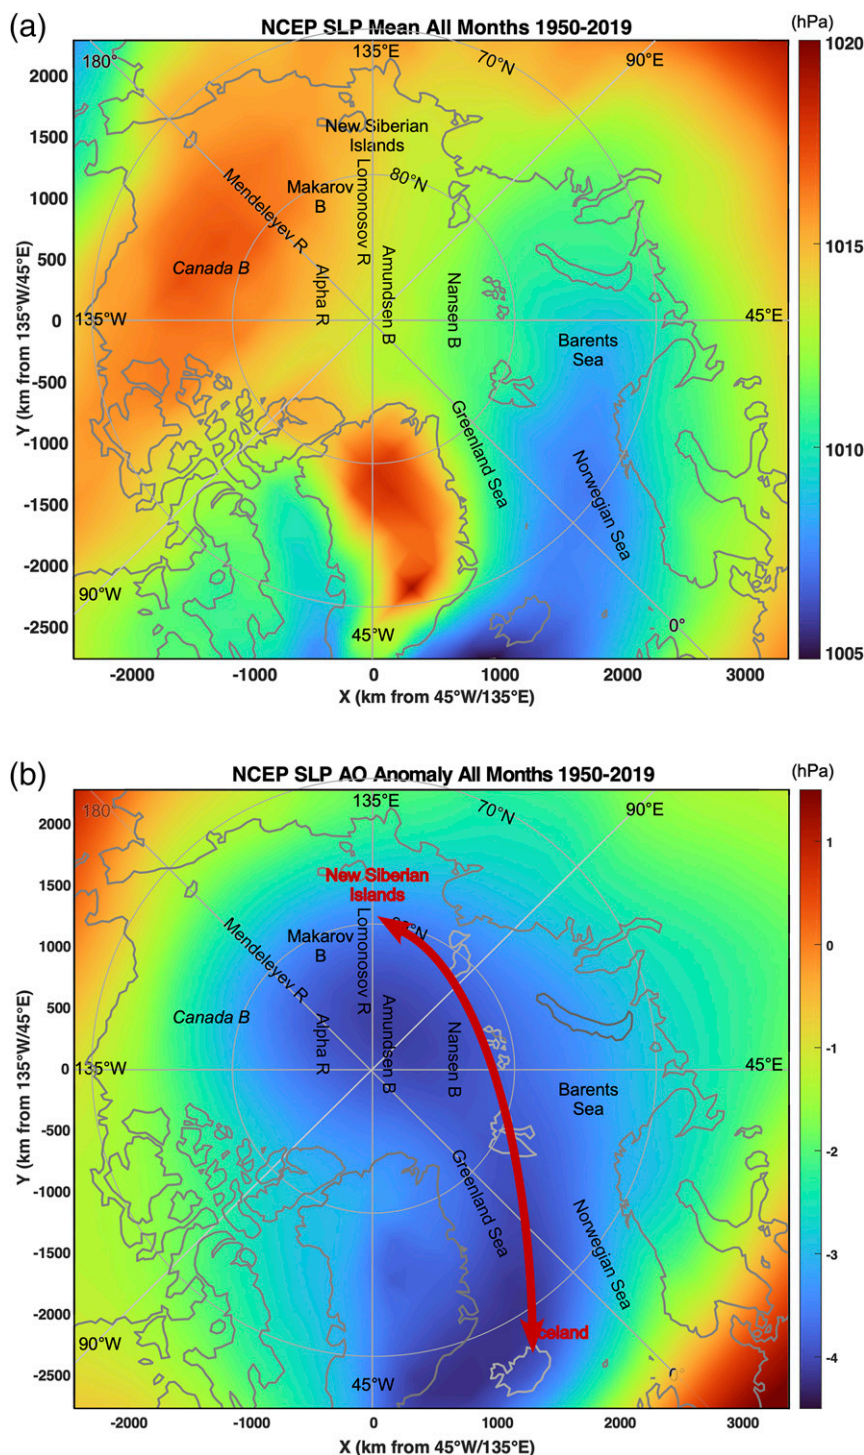 (a)
NCEP SLP Mean All Months 1950-2019
(hPa)
180°
135°E
70°N
90°E
New Siberian
Islands
80°N
Lomonosov R
Makarov
B
Mendeleyev R
Canada B
Alpha R
Amundsen B
Nansen B
135°W
45°E
Barents
Sea
Greenland Sea
Norwegian Sea
90°W
45°W
0°
2000
1500
1000
500
0
-500
-1000
-1500
-2000
-2500
Y (km from 135°W/45°E)
-2000
-1000
0
1000
2000
3000
X (km from 45°W/135°E)
1020
1015
1010
1005
(b)
NCEP SLP AO Anomaly All Months 1950-2019
(hPa)
180°
135°E
70°N
90°E
New Siberian
Islands
Lomonosov R
Makarov
B
Mendeleyev R
Canada B
Alpha R
Amundsen B
Nansen B
135°W
45°E
Barents
Sea
Greenland Sea
Norwegian Sea
90°W
45°W
0°
2000
1500
1000
500
0
-500
-1000
-1500
-2000
-2500
Y (km from 135°W/45°E)
-2000
-1000
0
1000
2000
3000
X (km from 45°W/135°E)
1
0
-1
-2
-3
-4